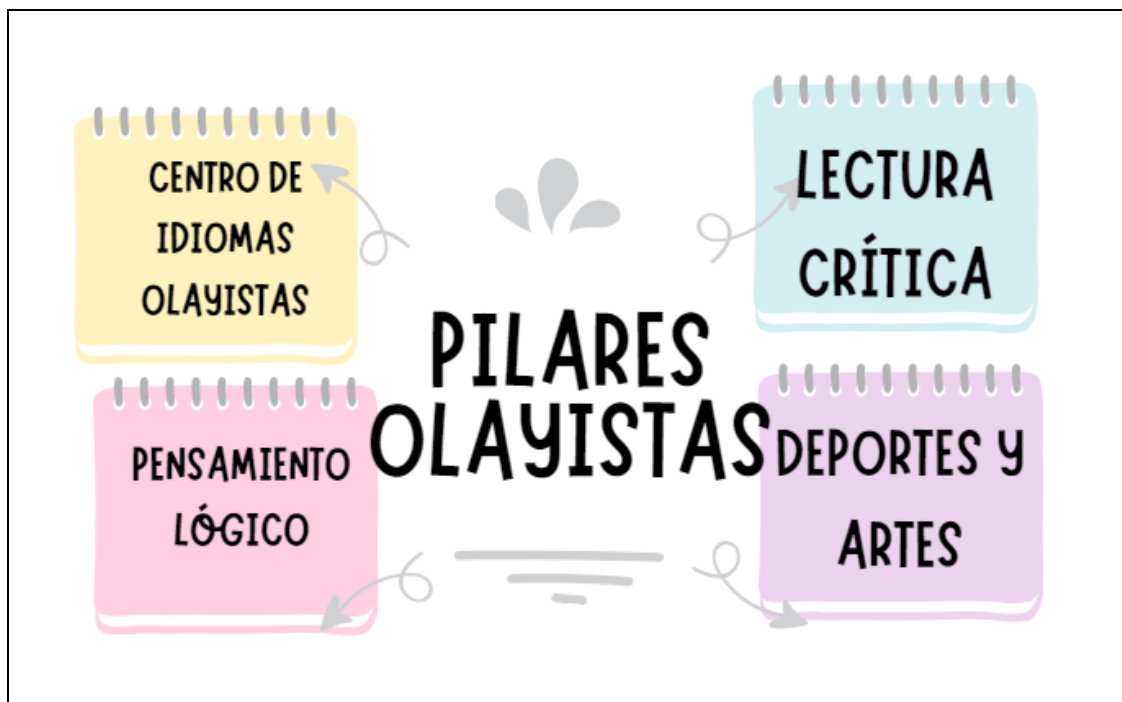 CENTRO DE
IDIOMAS
OLAYISTAS
LECTURA
CRÍTICA
PILARES
OLAYISTAS
PENSAMIENTO
LÓGICO
DEPORTES Y
ARTES